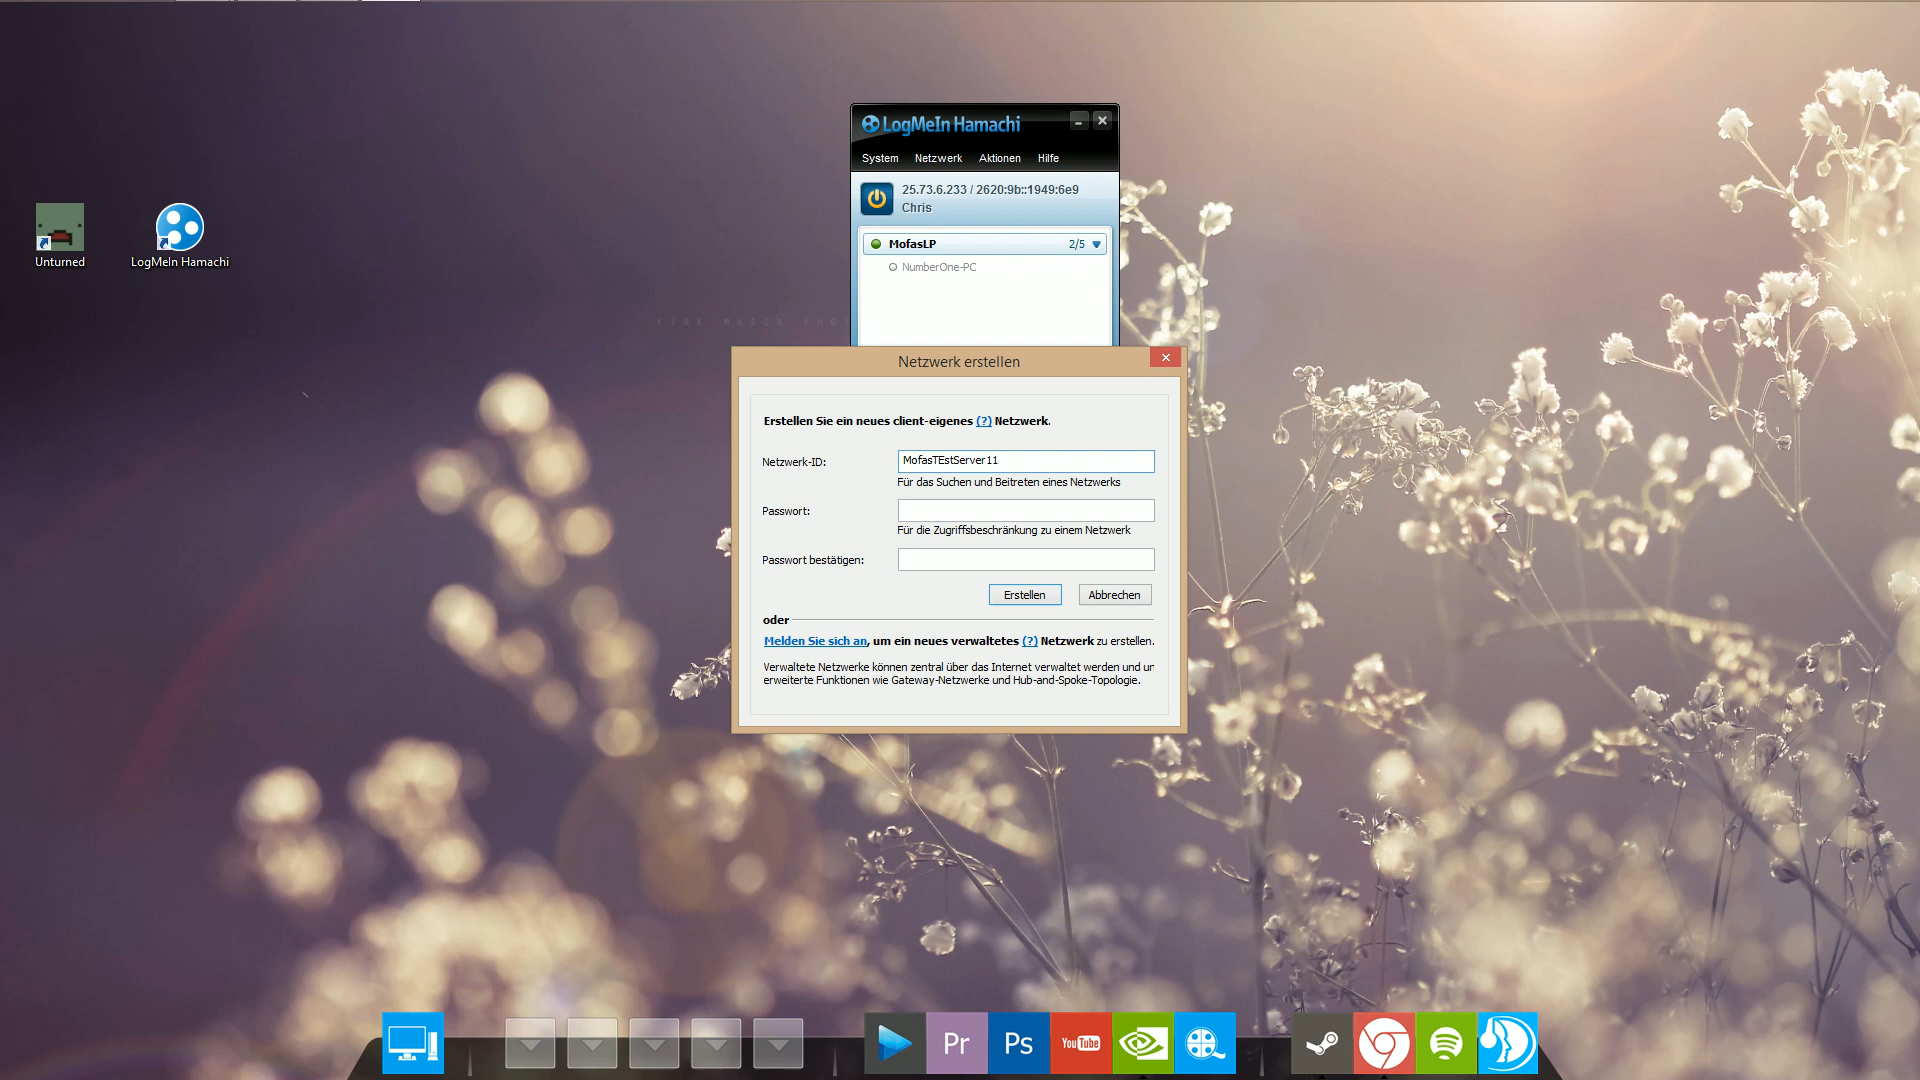 LogMeIn Hamachi
System Netzwerk Aktionen Hilfe
25.73.6.233 / 2620:9b::1949:6e9
Chris
MofasLP 2/5
NumberOne-PC
Unturned
LogMeIn Hamachi
Netzwerk erstellen
Erstellen Sie ein neues client-eigenes (?) Netzwerk.
Netzwerk-ID: MofasTEstServer11
Für das Suchen und Beitreten eines Netzwerks
Passwort:
Für die Zugriffsbeschränkung zu einem Netzwerk
Passwort bestätigen:
Erstellen Abbrechen
oder
Melden Sie sich an, um ein neues verwaltetes (?) Netzwerk zu erstellen.
Verwaltete Netzwerke können zentral über das Internet verwaltet werden und un
erweiterte Funktionen wie Gateway-Netzwerke und Hub-and-Spoke-Topologie.
Pr Ps YouTube